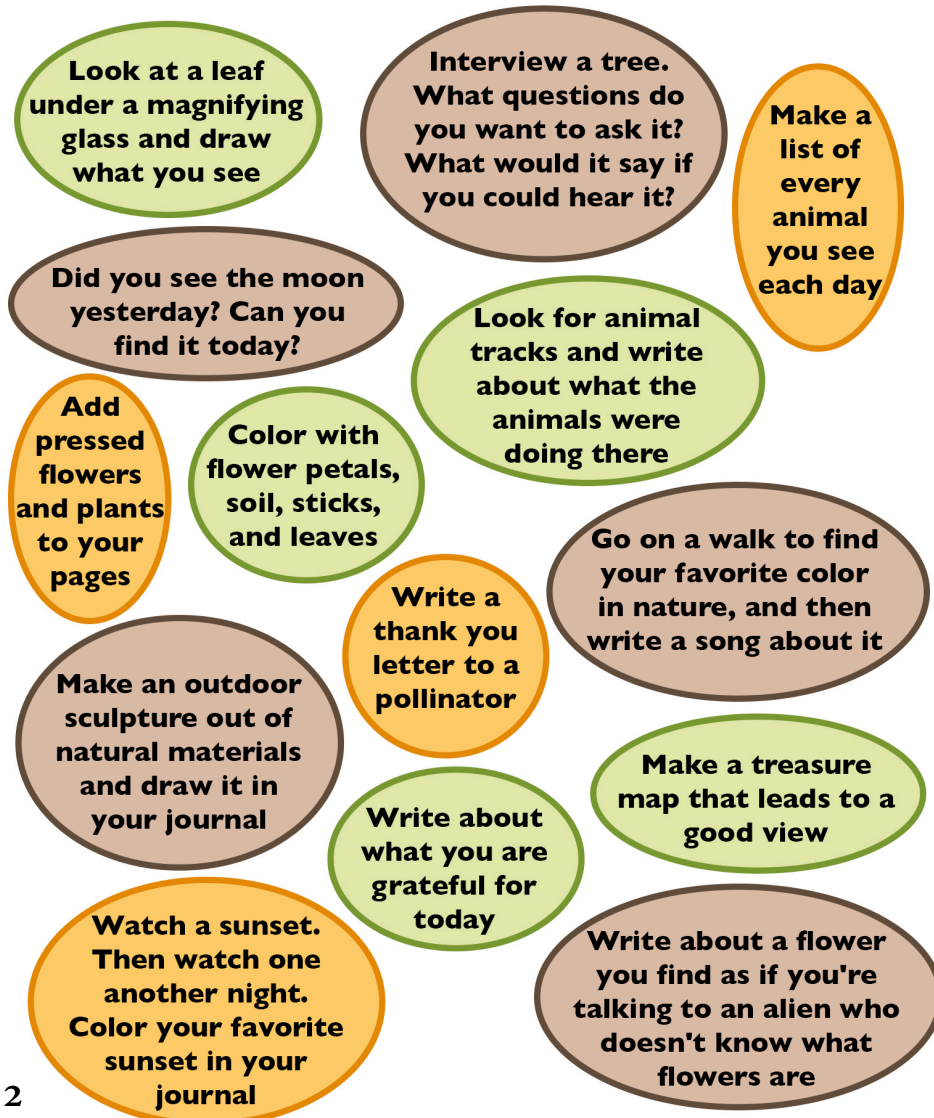 Look at a leaf
under a magnifying
glass and draw
what you see
Interview a tree.
What questions do
you want to ask it?
What would it say if
you could hear it?
Make a
list of
every
animal
you see
each day
Did you see the moon
yesterday? Can you
find it today?
Look for animal
tracks and write
about what the
animals were
doing there
Add
pressed
flowers
and plants
to your
pages
Color with
flower petals,
soil, sticks,
and leaves
Go on a walk to find
your favorite color
in nature, and then
write a song about it
Write a
thank you
letter to a
pollinator
Make an outdoor
sculpture out of
natural materials
and draw it in
your journal
Make a treasure
map that leads to a
good view
Write about
what you are
grateful for
today
Watch a sunset.
Then watch one
another night.
Color your favorite
sunset in your
journal
Write about a flower
you find as if you're
talking to an alien who
doesn't know what
flowers are
2